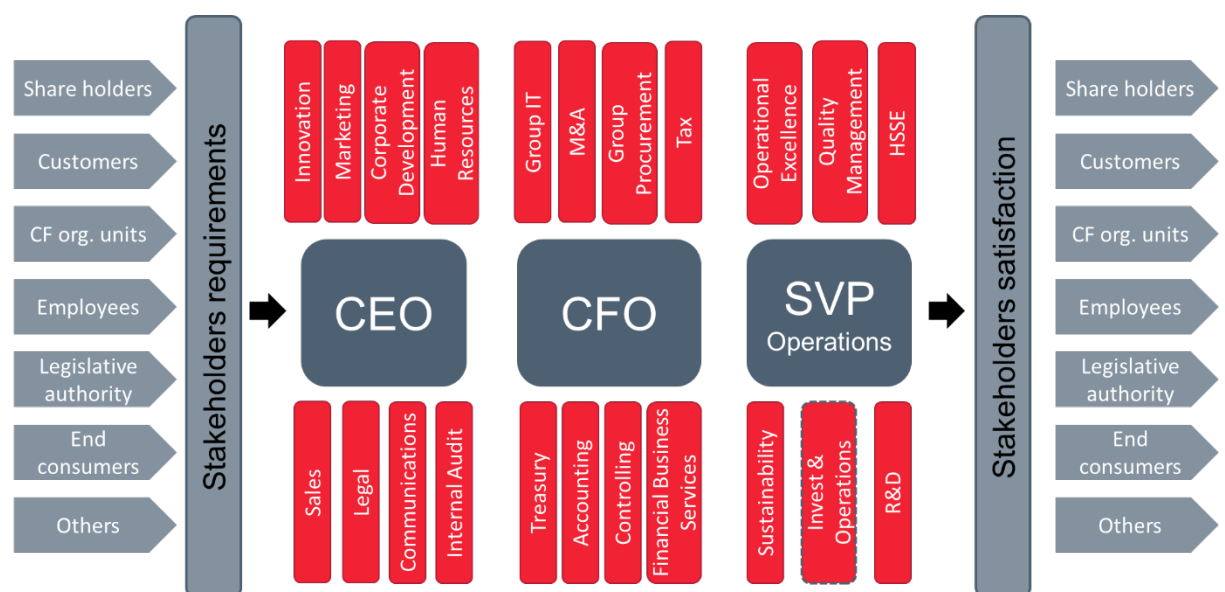 Share holders
Customers
CF org. units
Employees
Legislative
authority
End
consumers
Others
Stakeholders requirements
Innovation
Marketing
Corporate
Development
Human
Resources
Group IT
M&A
Group
Procurement
Tax
Operational
Excellence
Quality
Management
HSSE
CEO
CFO
SVP
Operations
Sales
Legal
Communications
Internal Audit
Treasury
Accounting
Controlling
Financial Business
Services
Sustainability
Invest &
Operations
R&D
Stakeholders satisfaction
Share holders
Customers
CF org. units
Employees
Legislative
authority
End
consumers
Others